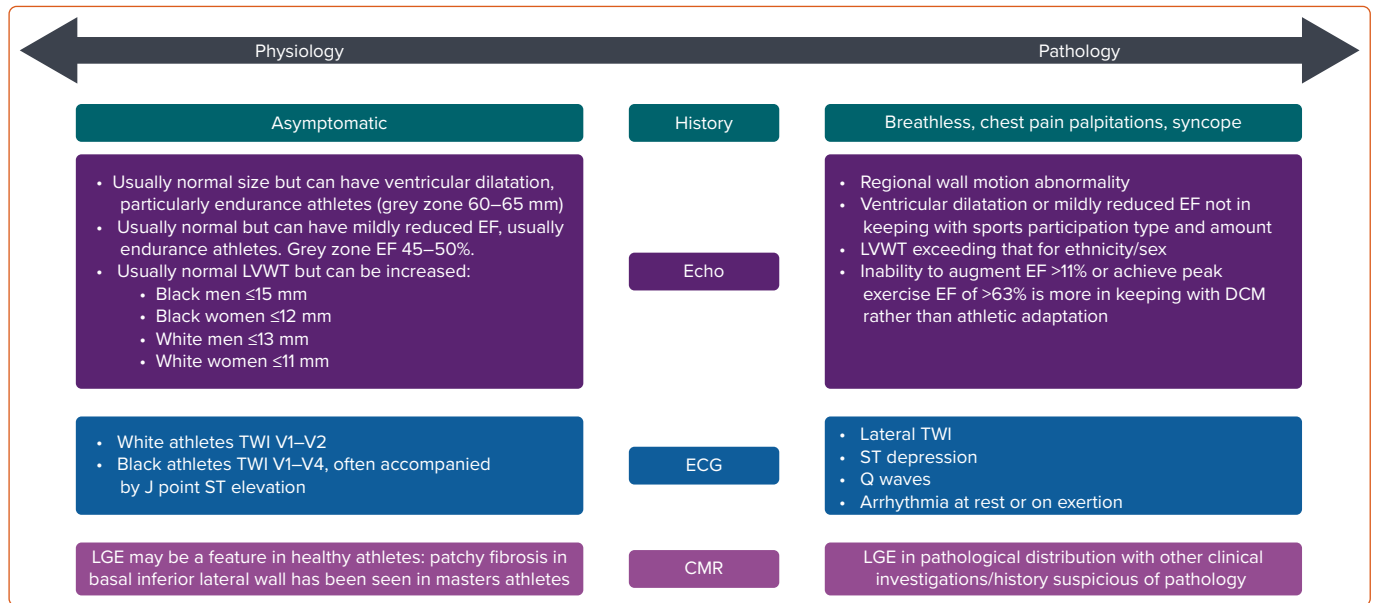 Physiology
Pathology
Asymptomatic
History
Breathless, chest pain palpitations, syncope
• Usually normal size but can have ventricular dilatation,
particularly endurance athletes (grey zone 60–65 mm)
• Usually normal but can have mildly reduced EF, usually
endurance athletes. Grey zone EF 45–50%.
• Usually normal LVWT but can be increased:
• Black men ≤15 mm
• Black women ≤12 mm
• White men ≤13 mm
• White women ≤11 mm
Echo
• Regional wall motion abnormality
• Ventricular dilatation or mildly reduced EF not in
keeping with sports participation type and amount
• LVWT exceeding that for ethnicity/sex
• Inability to augment EF >11% or achieve peak
exercise EF of >63% is more in keeping with DCM
rather than athletic adaptation
• White athletes TWI V1–V2
• Black athletes TWI V1–V4, often accompanied
by J point ST elevation
ECG
• Lateral TWI
• ST depression
• Q waves
• Arrhythmia at rest or on exertion
LGE may be a feature in healthy athletes: patchy fibrosis in
basal inferior lateral wall has been seen in masters athletes
CMR
LGE in pathological distribution with other clinical
investigations/history suspicious of pathology